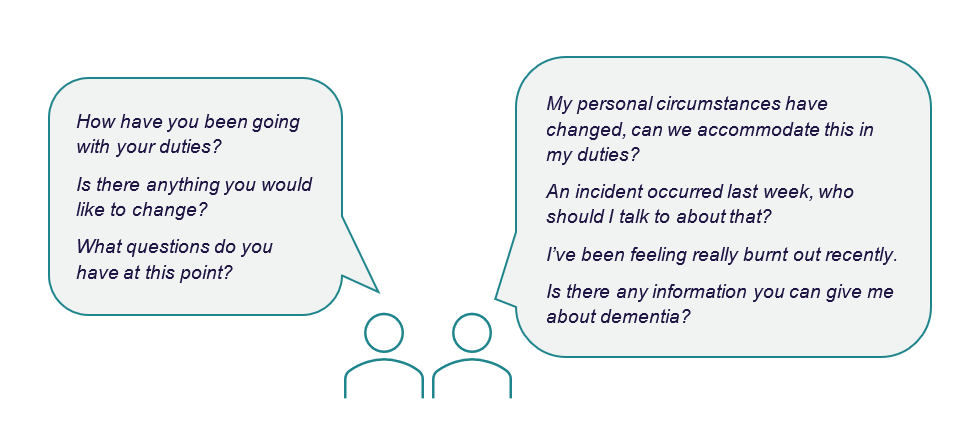 How have you been going
with your duties?
Is there anything you would
like to change?
What questions do you
have at this point?
My personal circumstances have
changed, can we accommodate this in
my duties?
An incident occurred last week, who
should I talk to about that?
I’ve been feeling really burnt out recently.
Is there any information you can give me
about dementia?